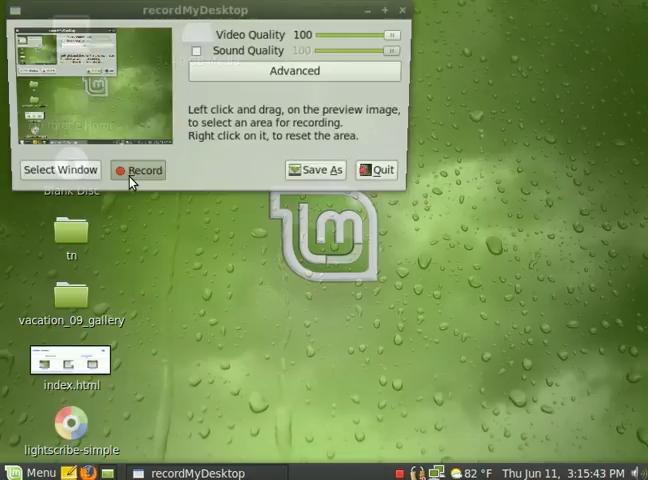 recordMyDesktop
Video Quality 100
Sound Quality 100
Advanced
Left click and drag, on the preview image,
to select an area for recording.
Right click on it, to reset the area.
Select Window
Record
Save As
Quit
Blank Disc
tn
vacation_09_gallery
index.html
lightscribe-simple
Menu
recordMyDesktop
82 °F
Thu Jun 11, 3:15:43 PM